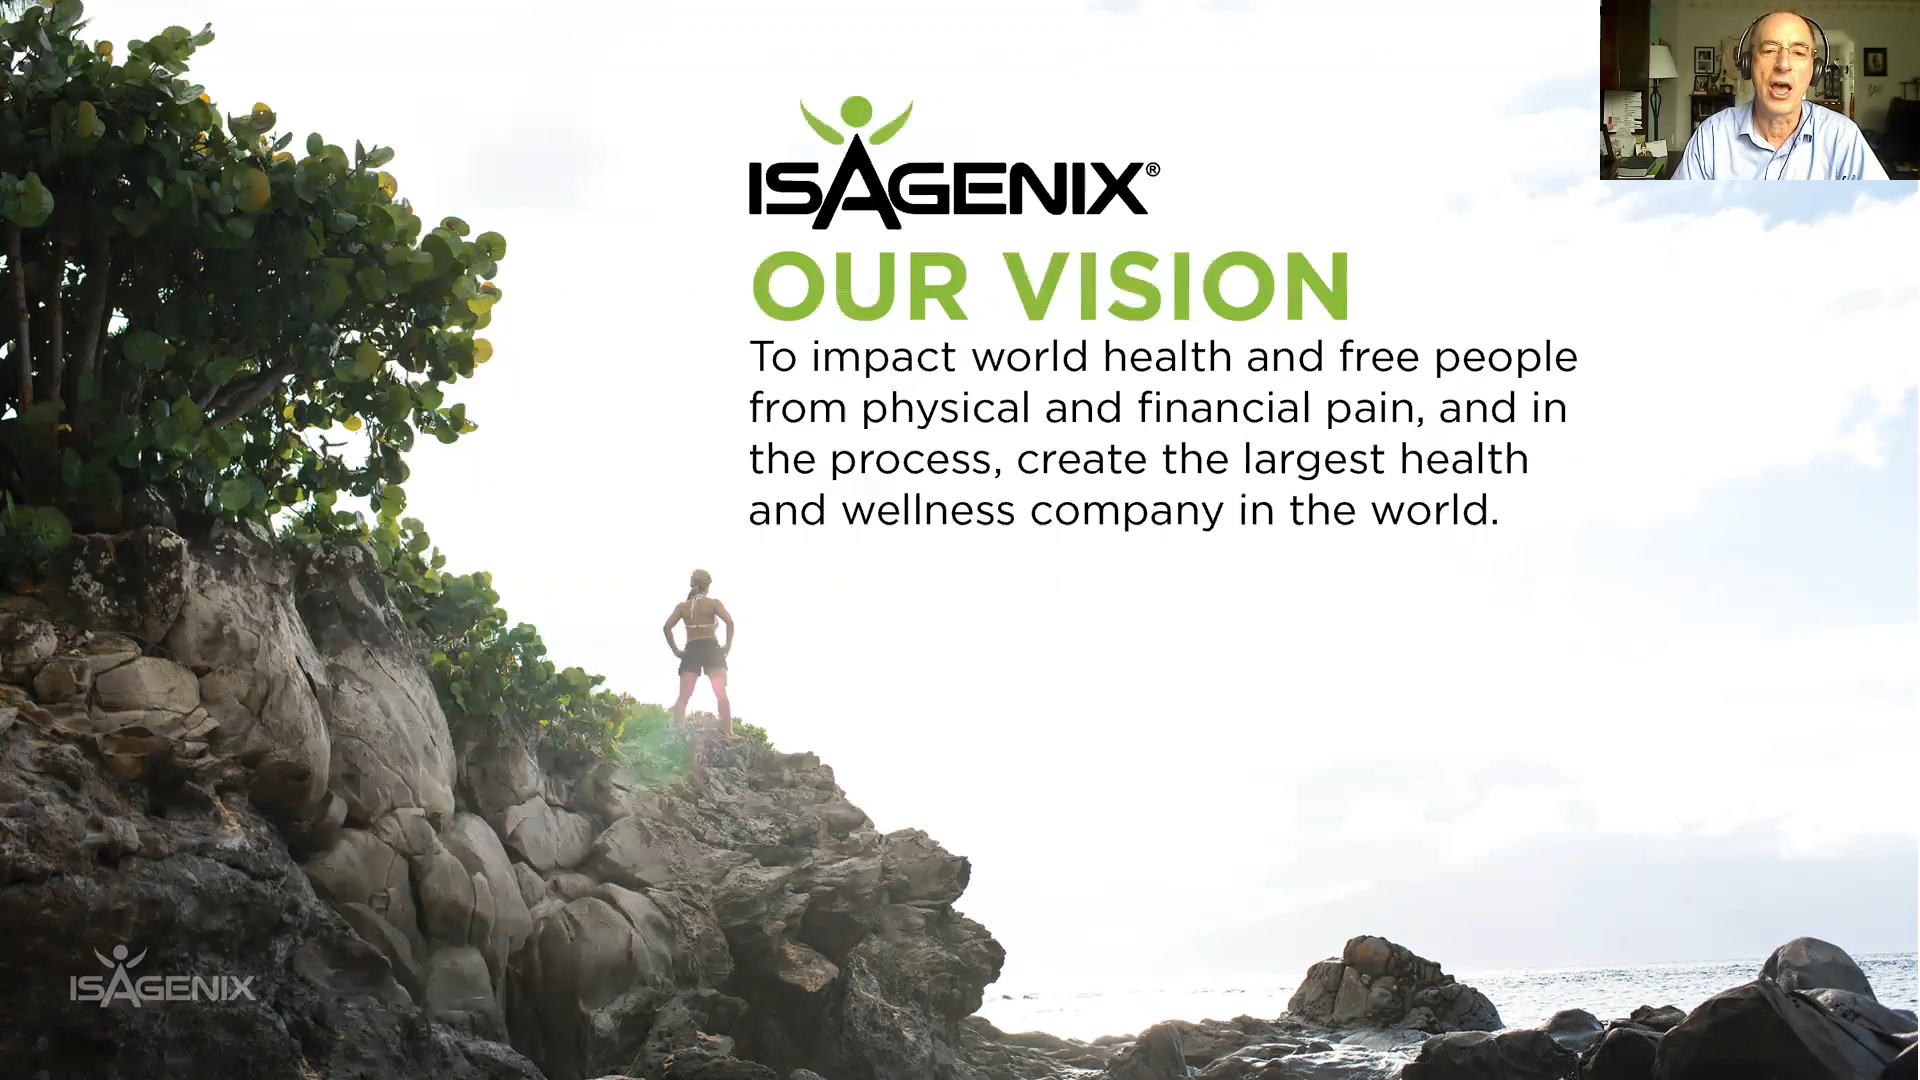 ISAGENIX®
OUR VISION
To impact world health and free people
from physical and financial pain, and in
the process, create the largest health
and wellness company in the world.
ISAGENIX